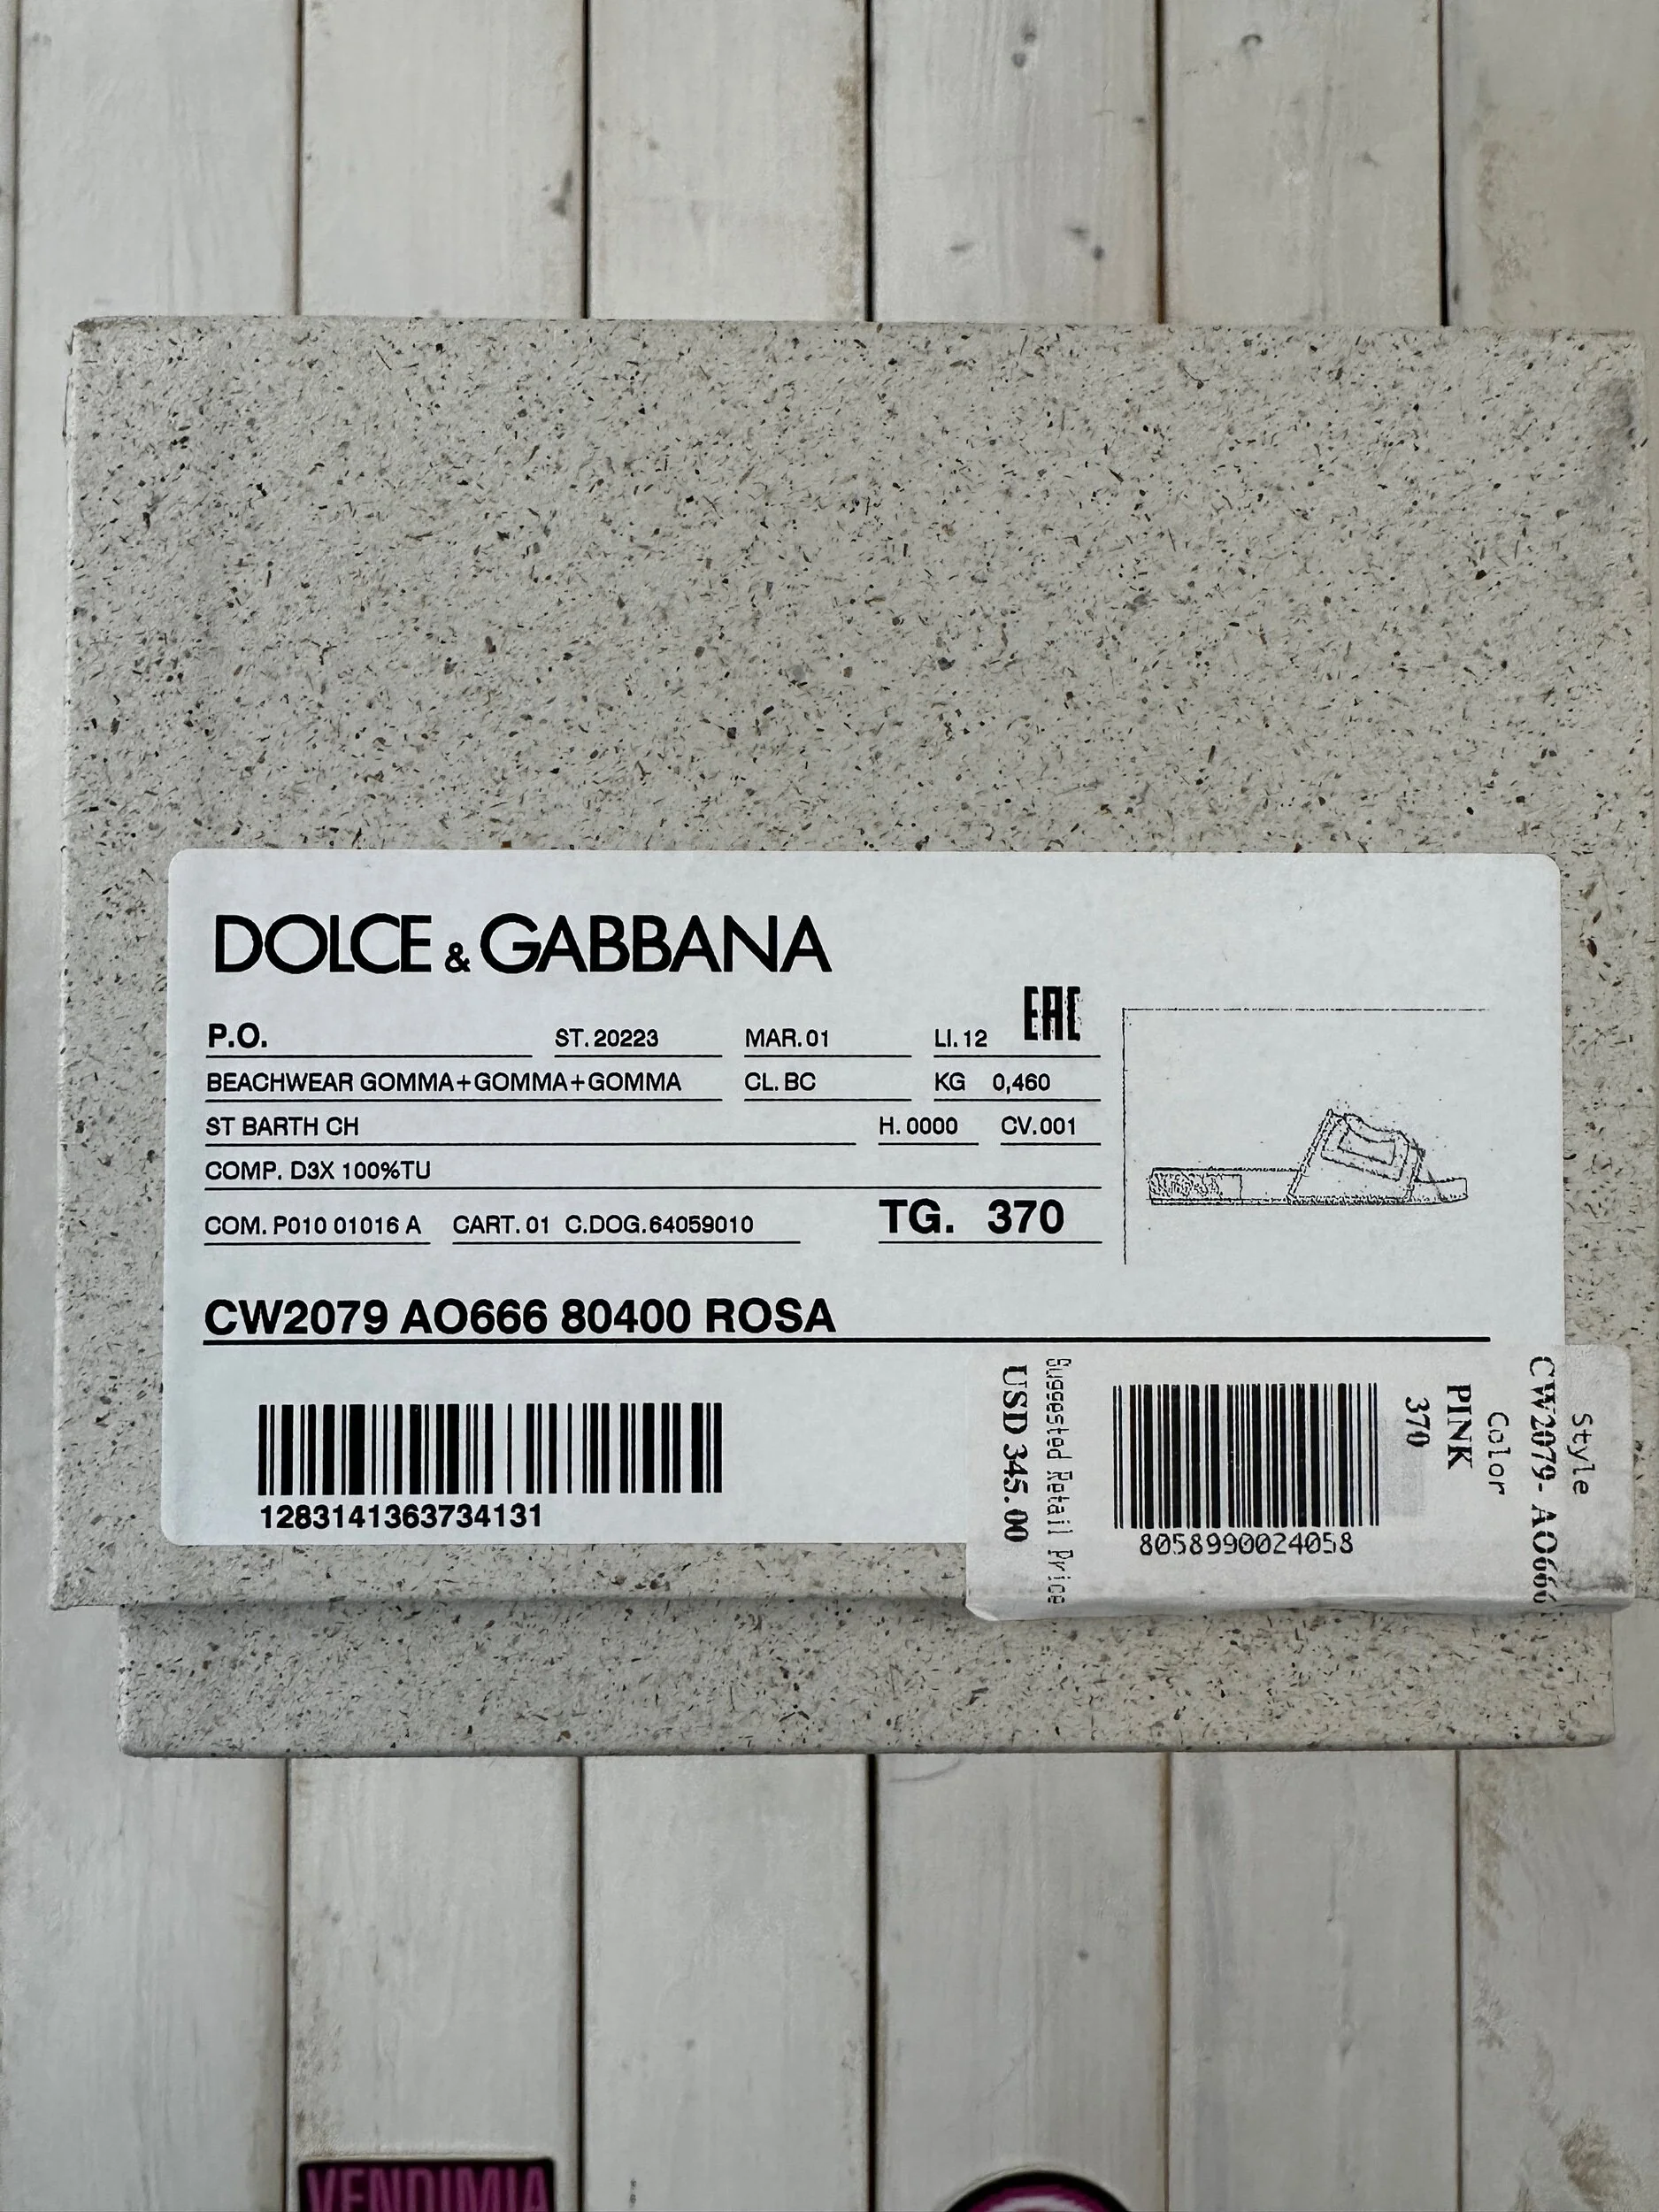 DOLCE & GABBANA
P.O. ST. 20223 MAR. 01 LI. 12 EAC
BEACHWEAR GOMMA+GOMMA+GOMMA CL. BC KG 0,460
ST BARTH CH H. 0000 CV.001
COMP. D3X 100%TU
COM. P010 01016 A CART. 01 C.DOG.64059010 TG. 370
CW2079 AO666 80400 ROSA
1283141363734131
Style
CW2079- AO666
Color
PINK
370
8058990024058
Suggested Retail Price
USD 345.00
VENDIMIA